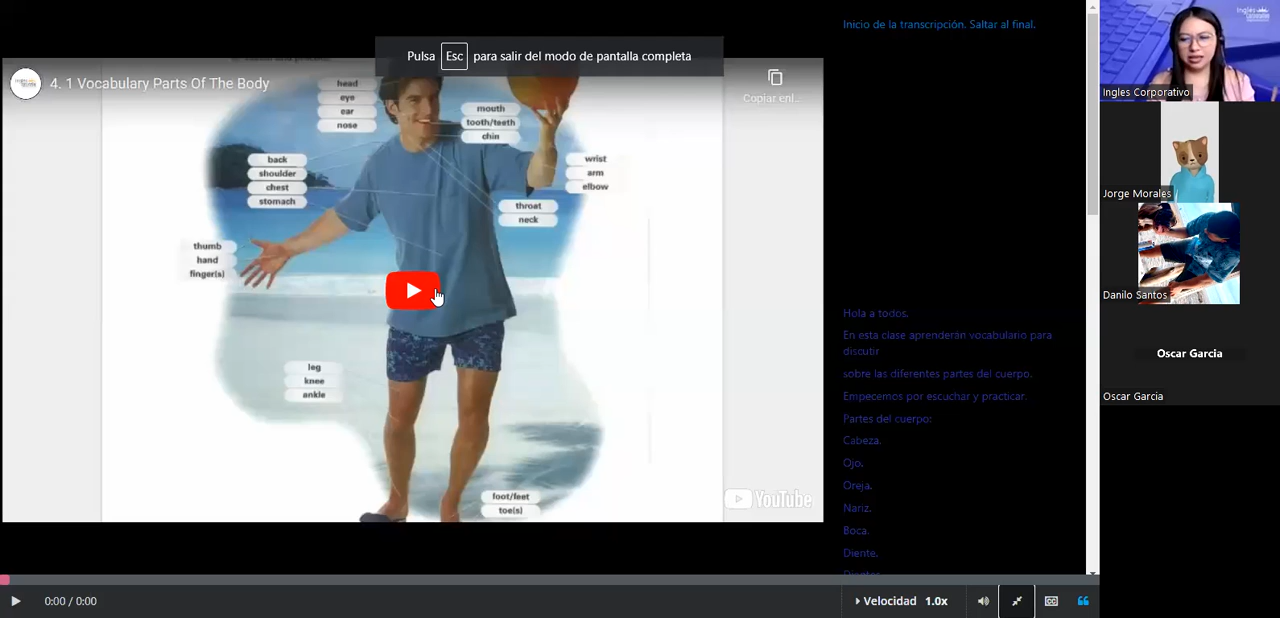 Inicio de la transcripción. Saltar al final.
Ingles Corporativo
Pulsa Esc para salir del modo de pantalla completa
4. 1 Vocabulary Parts Of The Body
Copiar enl...
head
eye
ear
nose
mouth
tooth/teeth
chin
back
shoulder
chest
stomach
wrist
arm
elbow
throat
neck
thumb
hand
finger(s)
leg
knee
ankle
foot/feet
toe(s)
YouTube
Hola a todos.
En esta clase aprenderán vocabulario para
discutir
sobre las diferentes partes del cuerpo.
Empecemos por escuchar y practicar.
Partes del cuerpo:
Cabeza.
Ojo.
Oreja.
Nariz.
Boca.
Diente.
Dientes.
Jorge Morales
Danilo Santos
Oscar Garcia
Oscar Garcia
0:00 / 0:00
Velocidad 1.0x
CC